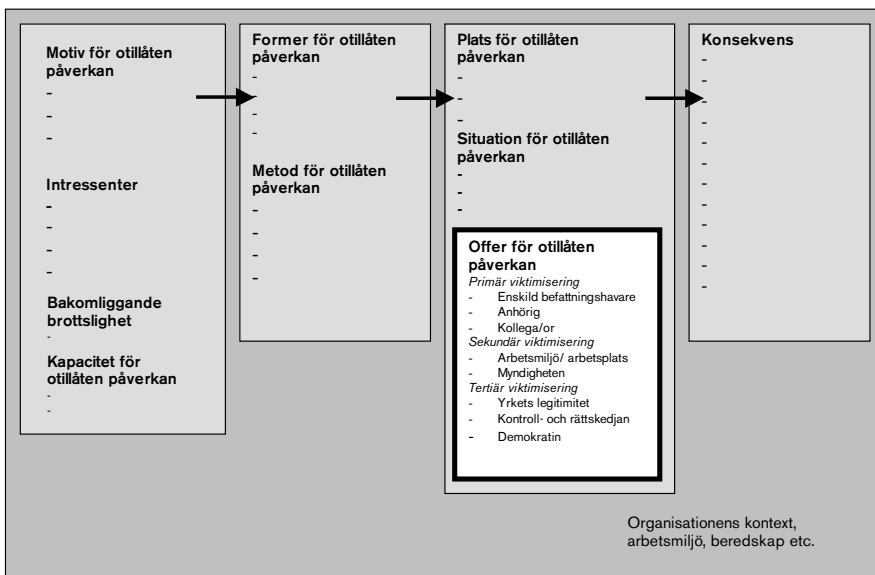 Motiv för otillåten
påverkan
-
-
-
Intressenter
-
-
-
-
Bakomliggande
brottslighet
-
Kapacitet för
otillåten påverkan
-
-
Former för otillåten
påverkan
-
-
-
-
Metod för otillåten
påverkan
-
-
-
-
Plats för otillåten
påverkan
-
-
-
Situation för otillåten
påverkan
-
-
-
Offer för otillåten
påverkan
Primär viktimisering
- Enskild befattningshavare
- Anhörig
- Kollega/or
Sekundär viktimisering
- Arbetsmiljö/ arbetsplats
- Myndigheten
Tertiär viktimisering
- Yrkets legitimitet
- Kontroll- och rättskedjan
- Demokratin
Konsekvens
-
-
-
-
-
-
-
-
-
-
-
-
Organisationens kontext,
arbetsmiljö, beredskap etc.